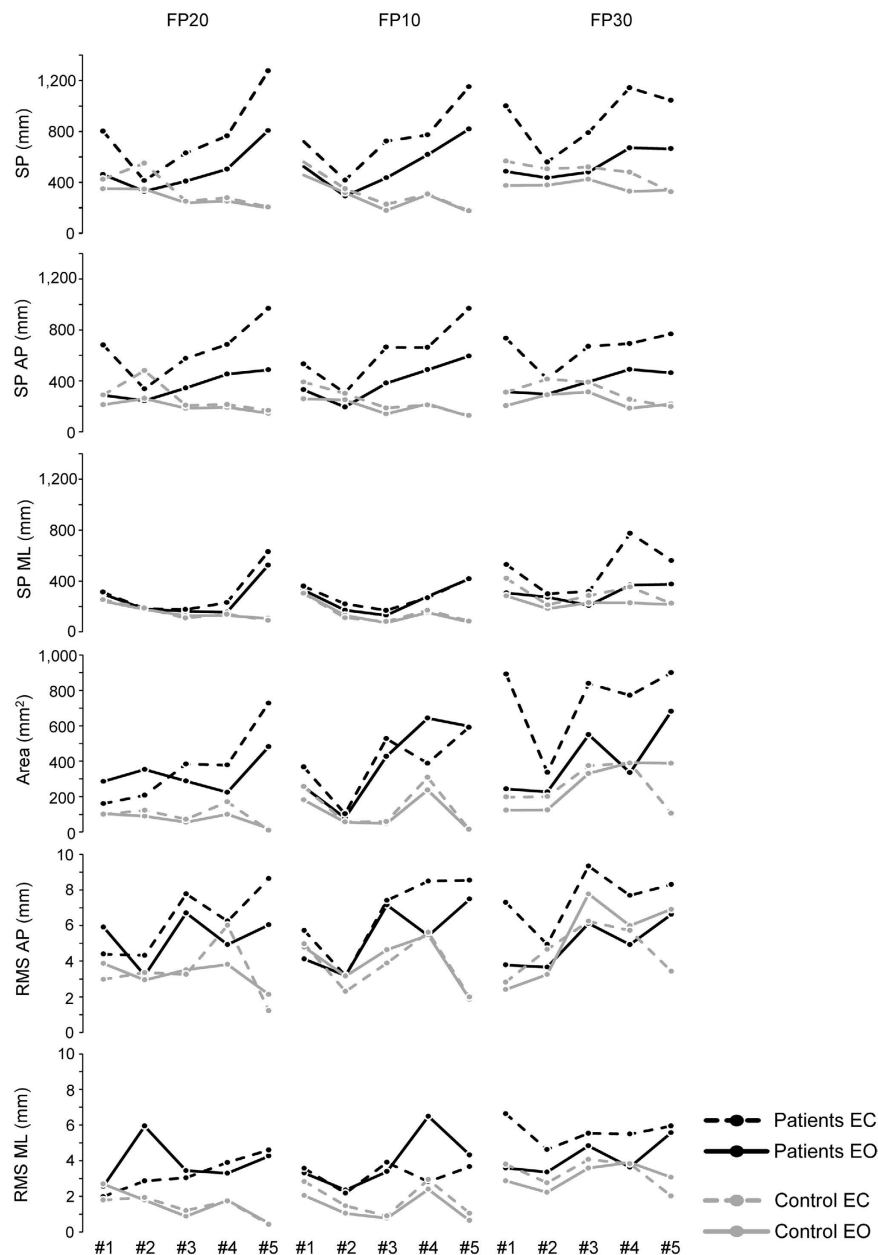 FP20 FP10 FP30
SP (mm)
1,200
800
400
0
SP AP (mm)
1,200
800
400
0
SP ML (mm)
1,200
800
400
0
Area (mm²)
1,000
800
600
400
200
0
RMS AP (mm)
10
8
6
4
2
0
RMS ML (mm)
10
8
6
4
2
0
#1 #2 #3 #4 #5 #1 #2 #3 #4 #5 #1 #2 #3 #4 #5
Patients EC
Patients EO
Control EC
Control EO